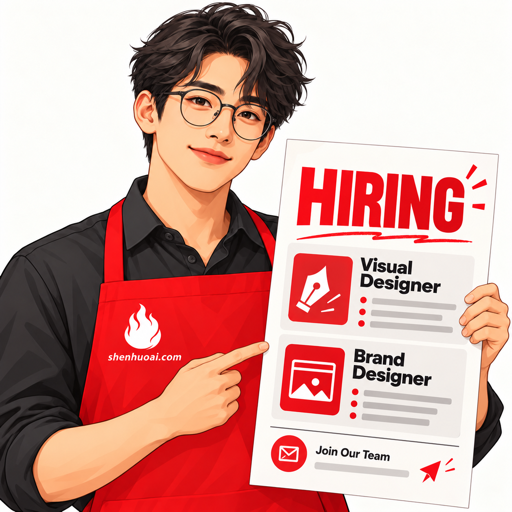 HIRING
Visual
Designer
Brand
Designer
Join Our Team
shenhuoai.com